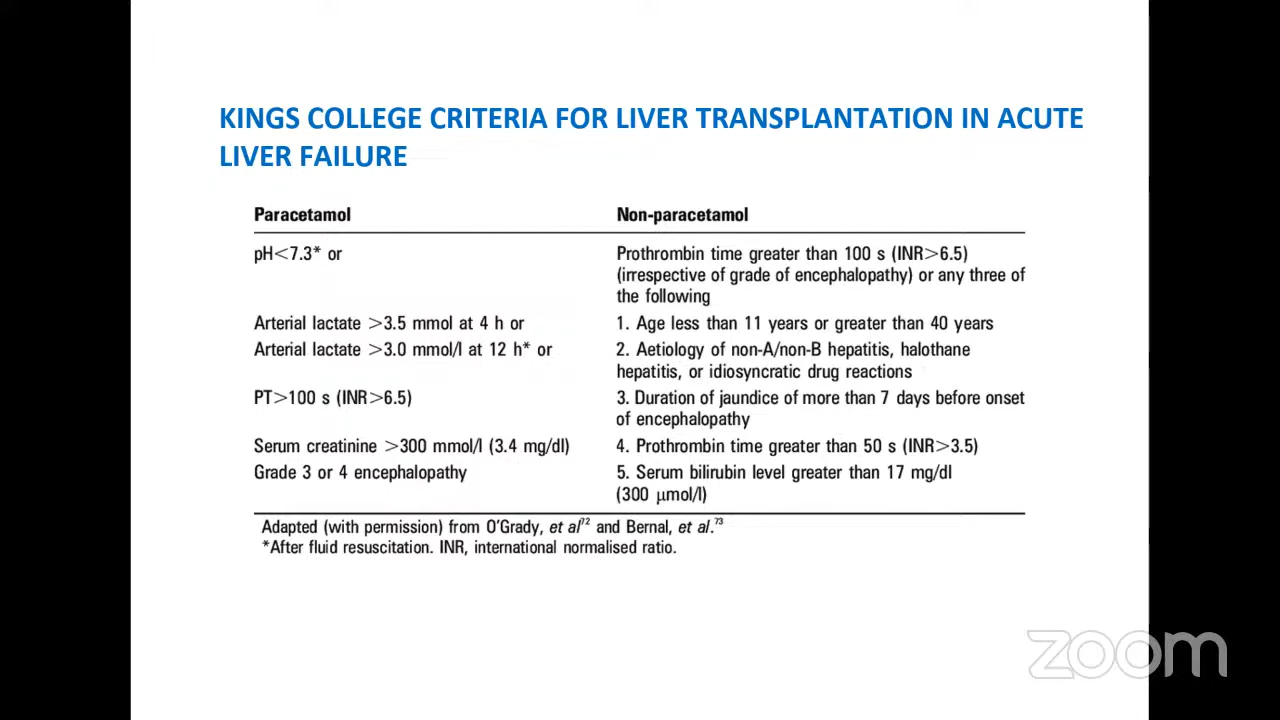 KINGS COLLEGE CRITERIA FOR LIVER TRANSPLANTATION IN ACUTE
LIVER FAILURE
Paracetamol
Non-paracetamol
pH<7.3* or
Prothrombin time greater than 100 s (INR>6.5)
(irrespective of grade of encephalopathy) or any three of
the following
Arterial lactate >3.5 mmol at 4 h or
1. Age less than 11 years or greater than 40 years
Arterial lactate >3.0 mmol/l at 12 h* or
2. Aetiology of non-A/non-B hepatitis, halothane
hepatitis, or idiosyncratic drug reactions
PT>100 s (INR>6.5)
3. Duration of jaundice of more than 7 days before onset
of encephalopathy
Serum creatinine >300 mmol/l (3.4 mg/dl)
4. Prothrombin time greater than 50 s (INR>3.5)
Grade 3 or 4 encephalopathy
5. Serum bilirubin level greater than 17 mg/dl
(300 μmol/l)
Adapted (with permission) from O'Grady, et al72 and Bernal, et al.73
*After fluid resuscitation. INR, international normalised ratio.
zoom